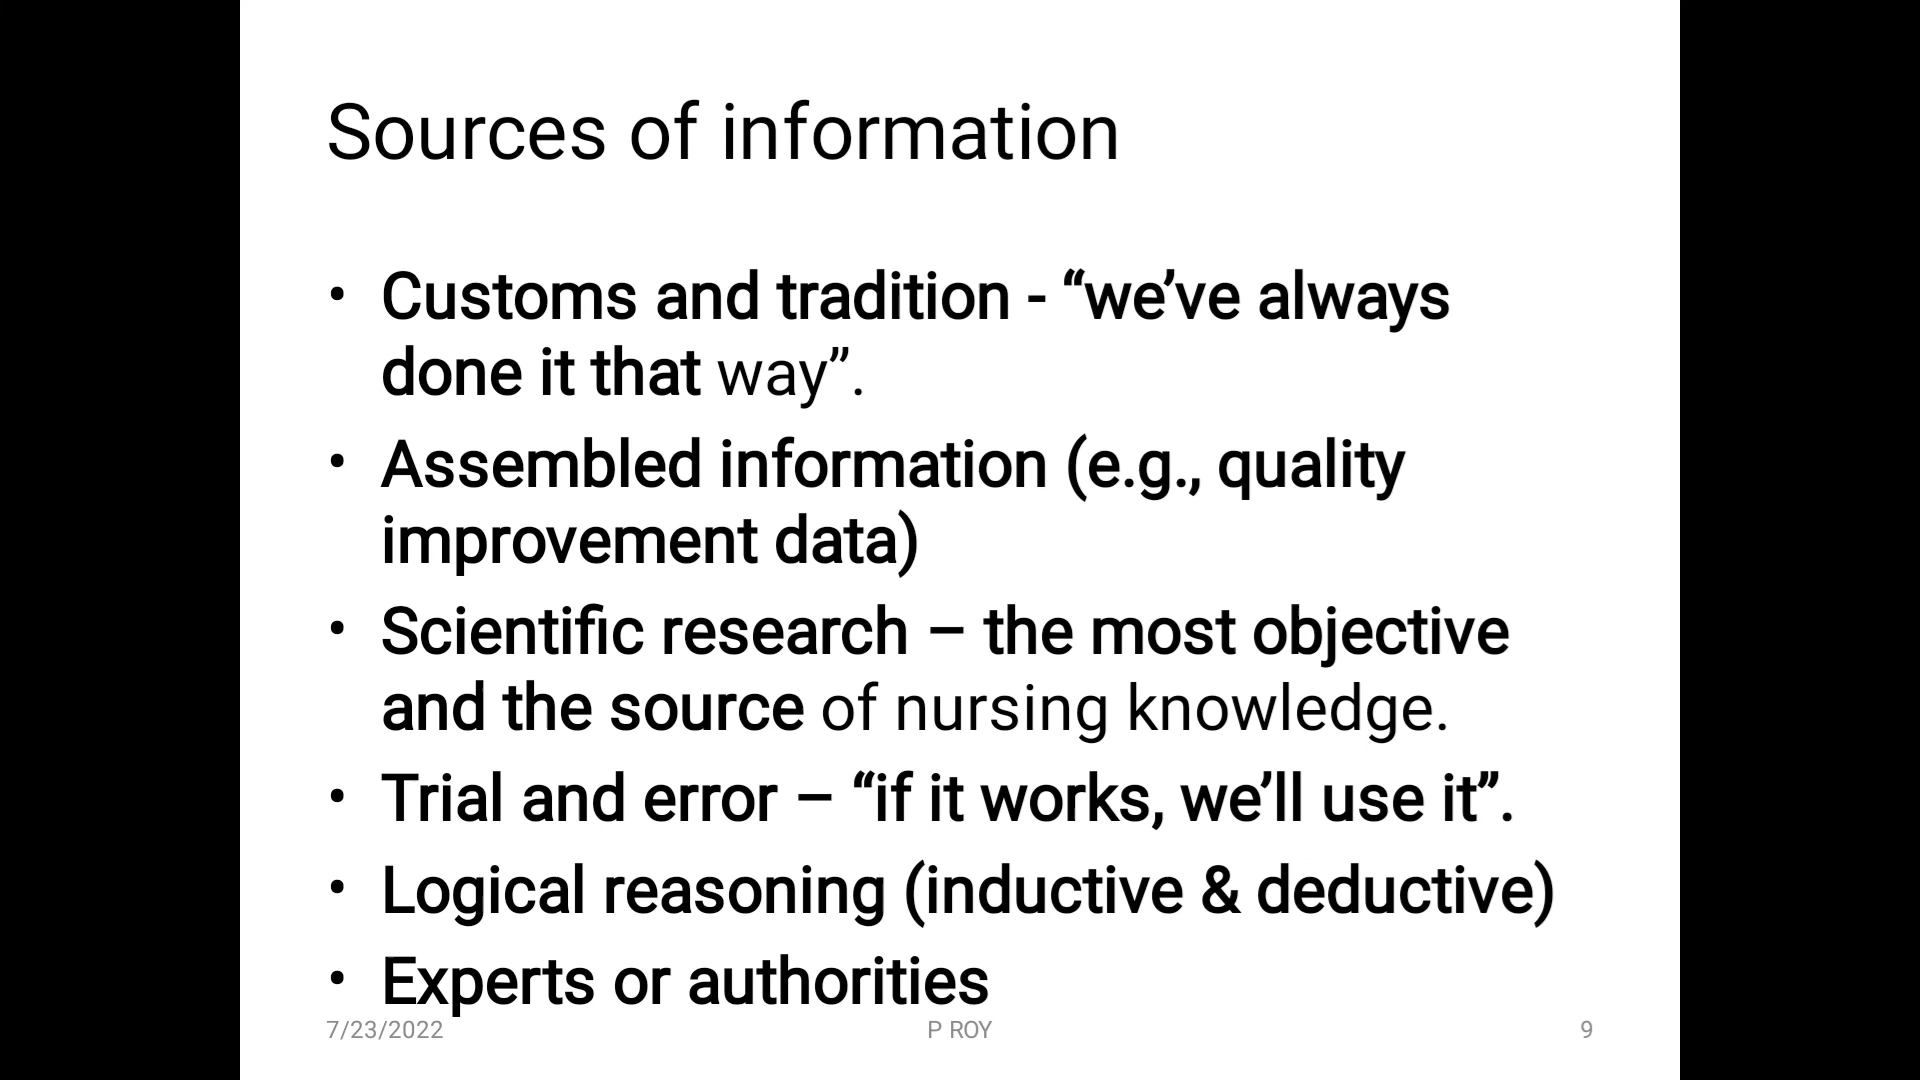 Sources of information
• Customs and tradition - “we’ve always
done it that way”.
• Assembled information (e.g., quality
improvement data)
• Scientific research – the most objective
and the source of nursing knowledge.
• Trial and error – “if it works, we’ll use it”.
• Logical reasoning (inductive & deductive)
• Experts or authorities
7/23/2022 P ROY 9